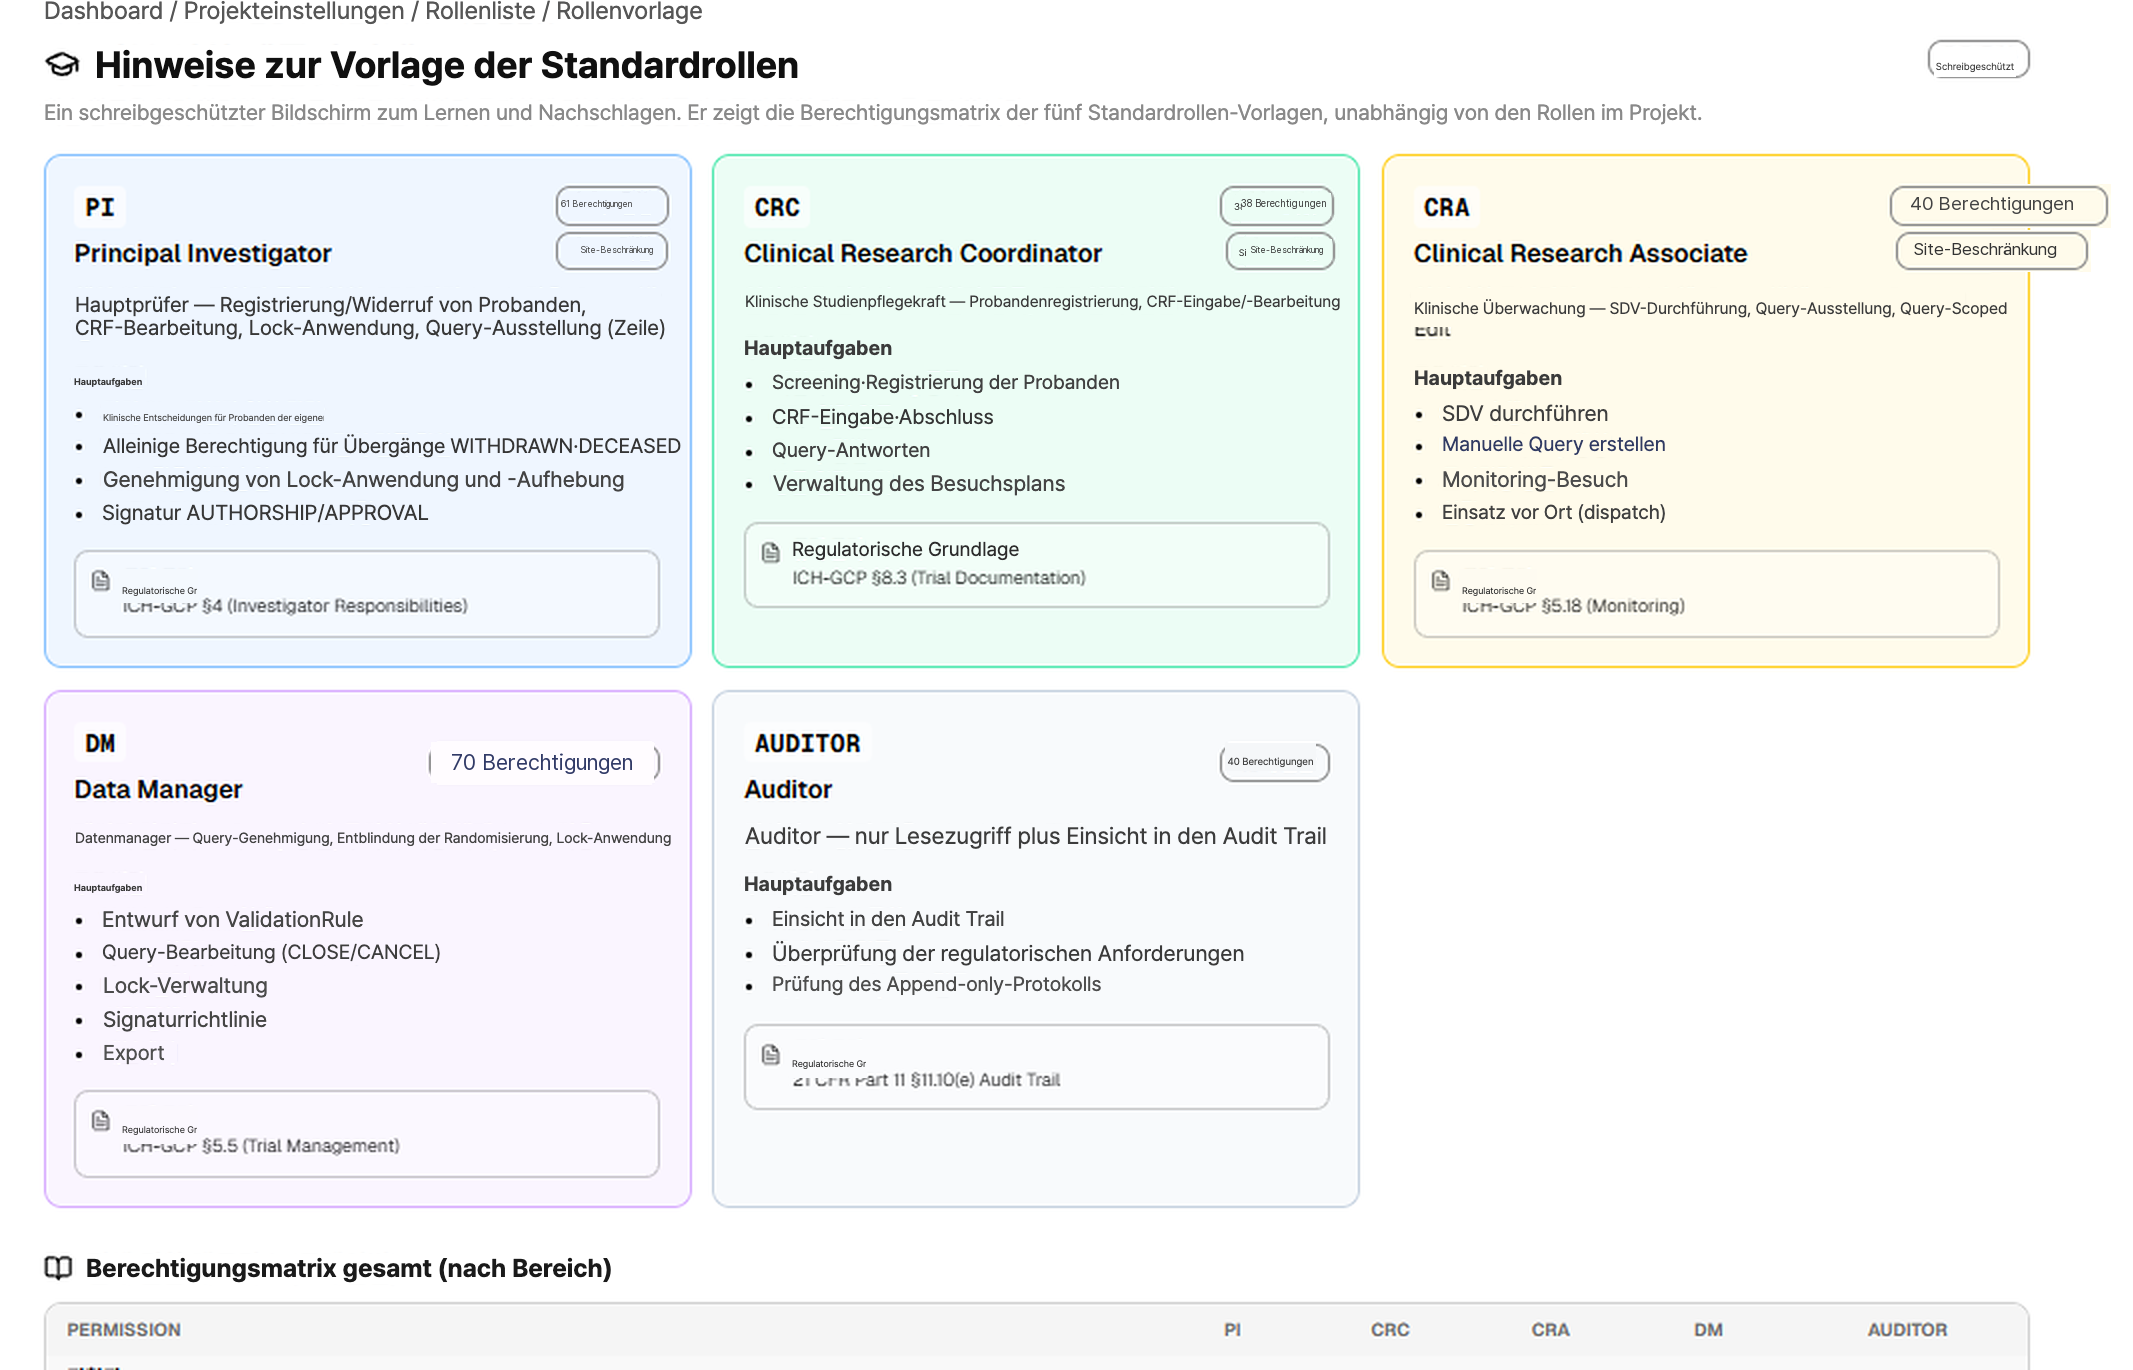 Dashboard / Projekteinstellungen / Rollenliste / Rollenvorlage
Hinweise zur Vorlage der Standardrollen
Schreibgeschützt
Ein schreibgeschützter Bildschirm zum Lernen und Nachschlagen. Er zeigt die Berechtigungsmatrix der fünf Standardrollen-Vorlagen, unabhängig von den Rollen im Projekt.
PI
61 Berechtigungen
Principal Investigator
Site-Beschränkung
Hauptprüfer — Registrierung/Widerruf von Probanden,
CRF-Bearbeitung, Lock-Anwendung, Query-Ausstellung (Zeile)
Hauptaufgaben
Klinische Entscheidungen für Probanden der
Alleinige Berechtigung für Übergänge WITHDRAWN·DECEASED
Genehmigung von Lock-Anwendung und -Aufhebung
Signatur AUTHORSHIP/APPROVAL
Regulatorische Gr
ICH-GCP §4 (Investigator Responsibilities)
CRC
38 Berechtigungen
Clinical Research Coordinator
Site-Beschränkung
Klinische Studienpflegekraft — Probandenregistrierung, CRF-Eingabe/-Bearbeitung
Hauptaufgaben
Screening·Registrierung der Probanden
CRF-Eingabe·Abschluss
Query-Antworten
Verwaltung des Besuchsplans
Regulatorische Grundlage
ICH-GCP §8.3 (Trial Documentation)
CRA
40 Berechtigungen
Clinical Research Associate
Site-Beschränkung
Klinische Überwachung — SDV-Durchführung, Query-Ausstellung, Query-Scoped
Edit
Hauptaufgaben
SDV durchführen
Manuelle Query erstellen
Monitoring-Besuch
Einsatz vor Ort (dispatch)
Regulatorische Gr
ICH-GCP §5.18 (Monitoring)
DM
70 Berechtigungen
Data Manager
Datenmanager — Query-Genehmigung, Entblindung der Randomisierung, Lock-Anwendung
Hauptaufgaben
Entwurf von ValidationRule
Query-Bearbeitung (CLOSE/CANCEL)
Lock-Verwaltung
Signaturrichtlinie
Export
Regulatorische Gr
ICH-GCP §5.5 (Trial Management)
AUDITOR
40 Berechtigungen
Auditor
Auditor — nur Lesezugriff plus Einsicht in den Audit Trail
Hauptaufgaben
Einsicht in den Audit Trail
Überprüfung der regulatorischen Anforderungen
Prüfung des Append-only-Protokolls
Regulatorische Gr
21 CFR Part 11 §11.10(e) Audit Trail
Berechtigungsmatrix gesamt (nach Bereich)
PERMISSION PI CRC CRA DM AUDITOR